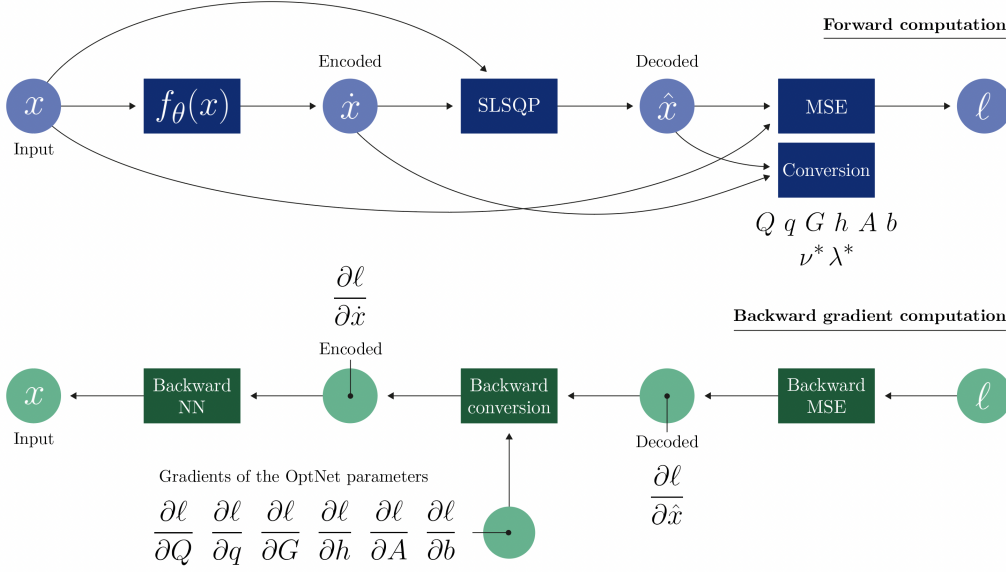 Forward computation
Encoded
Decoded
x
f_θ(x)
ẋ
SLSQP
x̂
MSE
ℓ
Input
Conversion
Q q G h A b
ν* λ*
∂ℓ/∂ẋ
Backward gradient computation
Encoded
x
Backward
NN
Backward
conversion
Backward
MSE
ℓ
Input
Decoded
Gradients of the OptNet parameters
∂ℓ/∂x̂
∂ℓ/∂Q ∂ℓ/∂q ∂ℓ/∂G ∂ℓ/∂h ∂ℓ/∂A ∂ℓ/∂b